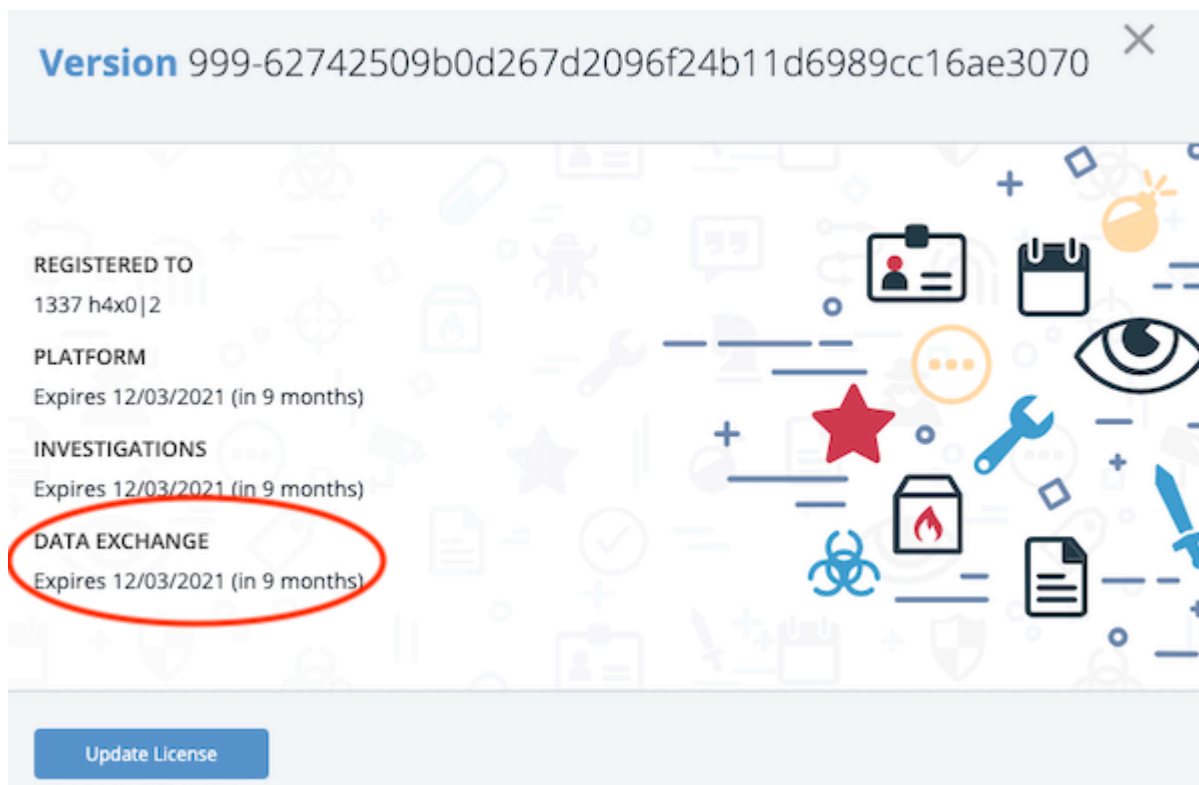 Version 999-62742509b0d267d2096f24b11d6989cc16ae3070
REGISTERED TO
1337 h4x0|2
PLATFORM
Expires 12/03/2021 (in 9 months)
INVESTIGATIONS
Expires 12/03/2021 (in 9 months)
DATA EXCHANGE
Expires 12/03/2021 (in 9 months)
Update License